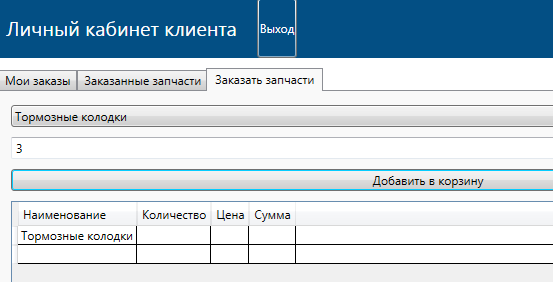 Личный кабинет клиента Выход
Мои заказы Заказанные запчасти Заказать запчасти
Тормозные колодки
3
Добавить в корзину
Наименование Количество Цена Сумма
Тормозные колодки